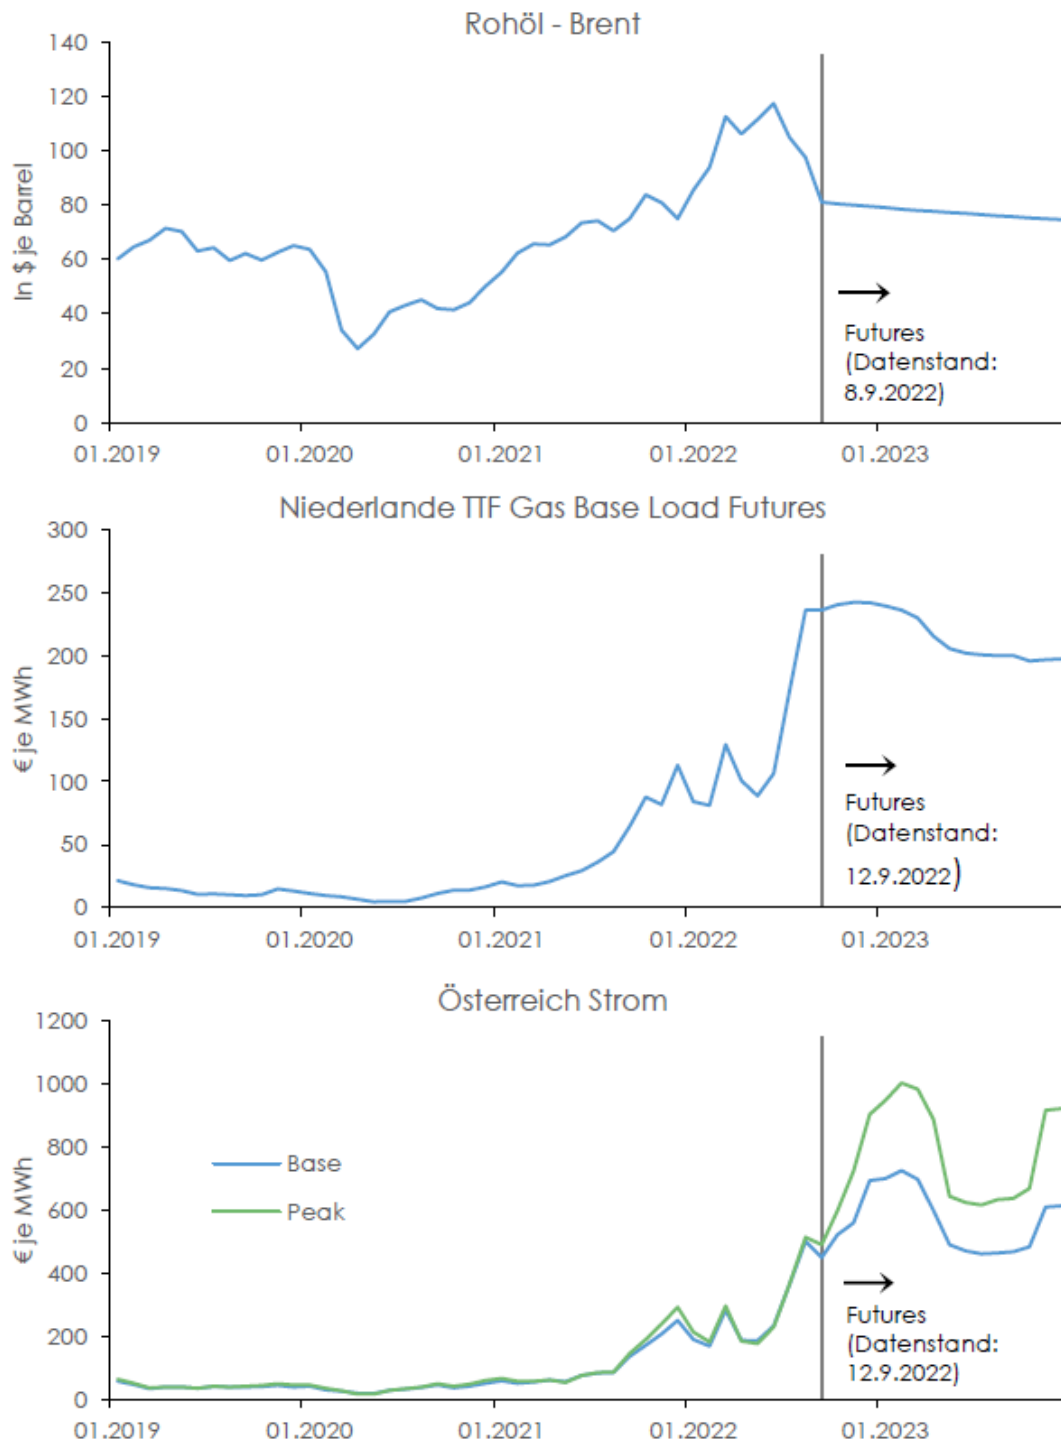 Rohöl - Brent
In $ je Barrel
140
120
100
80
60
40
20
0
Futures
(Datenstand:
8.9.2022)
01.2019 01.2020 01.2021 01.2022 01.2023
Niederlande TTF Gas Base Load Futures
€ je MWh
300
250
200
150
100
50
0
Futures
(Datenstand:
12.9.2022)
01.2019 01.2020 01.2021 01.2022 01.2023
Österreich Strom
€ je MWh
1200
1000
800
600
400
200
0
Base
Peak
Futures
(Datenstand:
12.9.2022)
01.2019 01.2020 01.2021 01.2022 01.2023